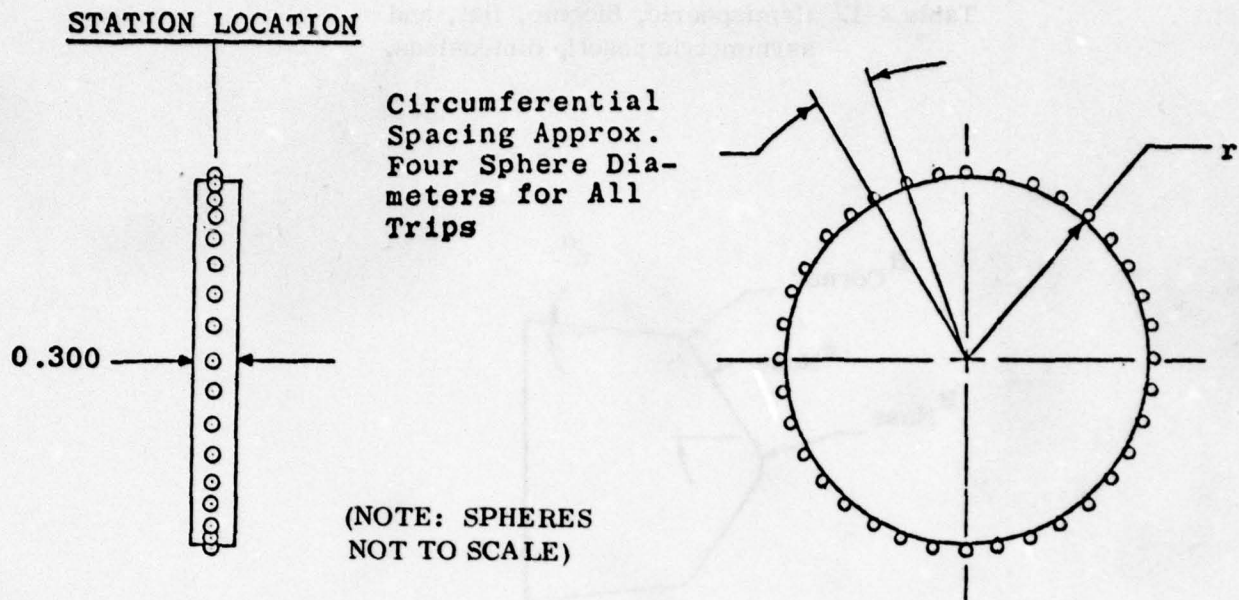 STATION LOCATION
Circumferential
Spacing Approx.
Four Sphere Dia-
meters for All
Trips
r
0.300
(NOTE: SPHERES
NOT TO SCALE)